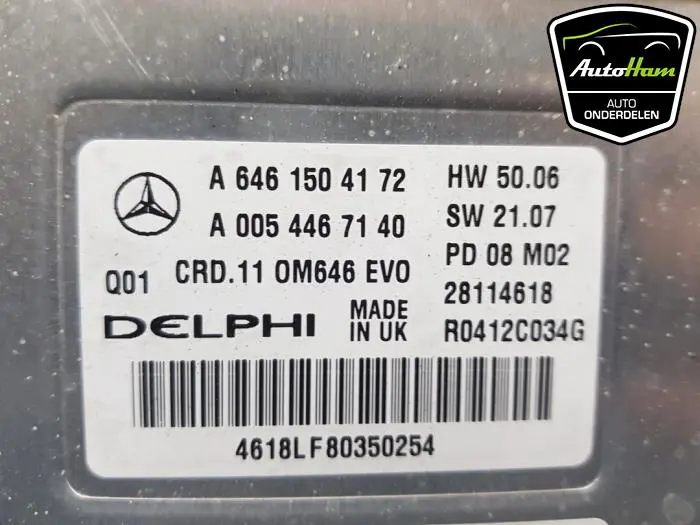 AutoHam
AUTO
ONDERDELEN
A 646 150 41 72 HW 50.06
A 005 446 71 40 SW 21.07
Q01 CRD.11 OM646 EVO PD 08 M02
DELPHI MADE IN UK 28114618
R0412C034G
4618LF80350254